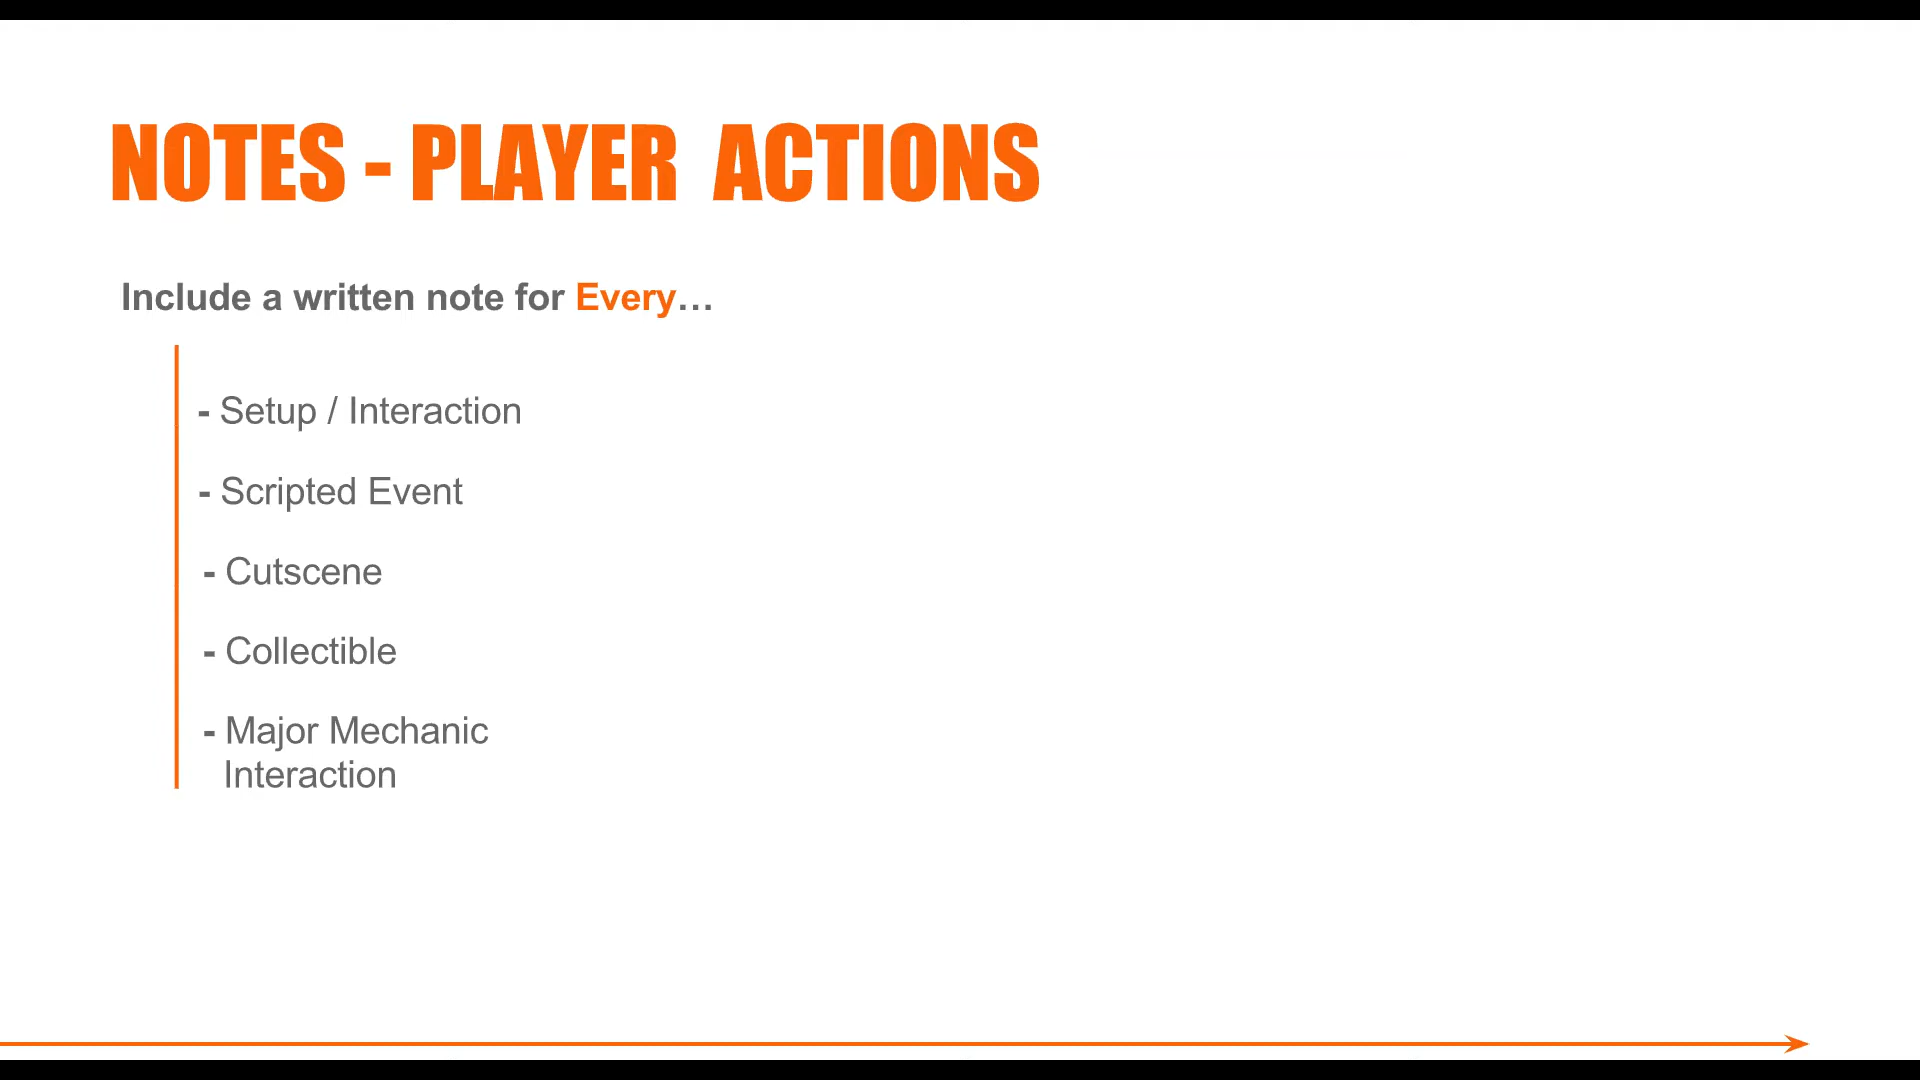 NOTES - PLAYER ACTIONS
Include a written note for Every…
- Setup / Interaction
- Scripted Event
- Cutscene
- Collectible
- Major Mechanic
Interaction